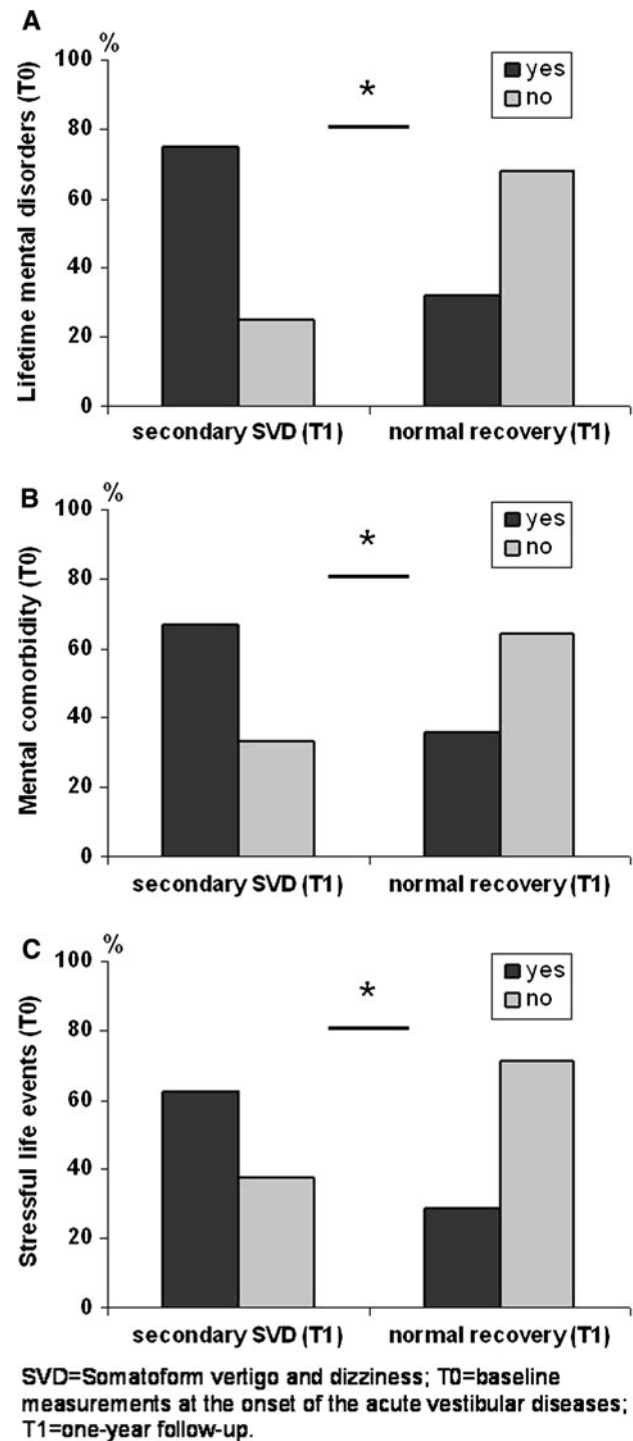 A
%
Lifetime mental disorders (T0)
100
80
60
40
20
0
*
yes
no
secondary SVD (T1)
normal recovery (T1)
B
%
Mental comorbidity (T0)
100
80
60
40
20
0
*
yes
no
secondary SVD (T1)
normal recovery (T1)
C
%
Stressful life events (T0)
100
80
60
40
20
0
*
yes
no
secondary SVD (T1)
normal recovery (T1)
SVD=Somatoform vertigo and dizziness; T0=baseline
measurements at the onset of the acute vestibular diseases;
T1=one-year follow-up.